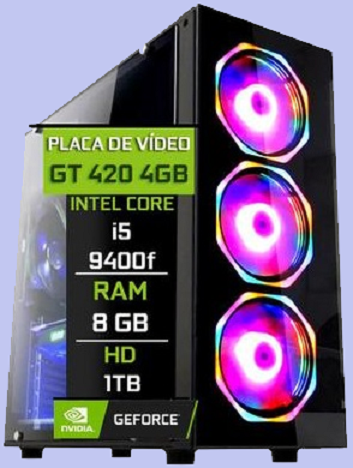 PLACA DE VÍDEO
GT 420 4GB
INTEL CORE
i5
9400f
RAM
8 GB
HD
1TB
NVIDIA. GEFORCE